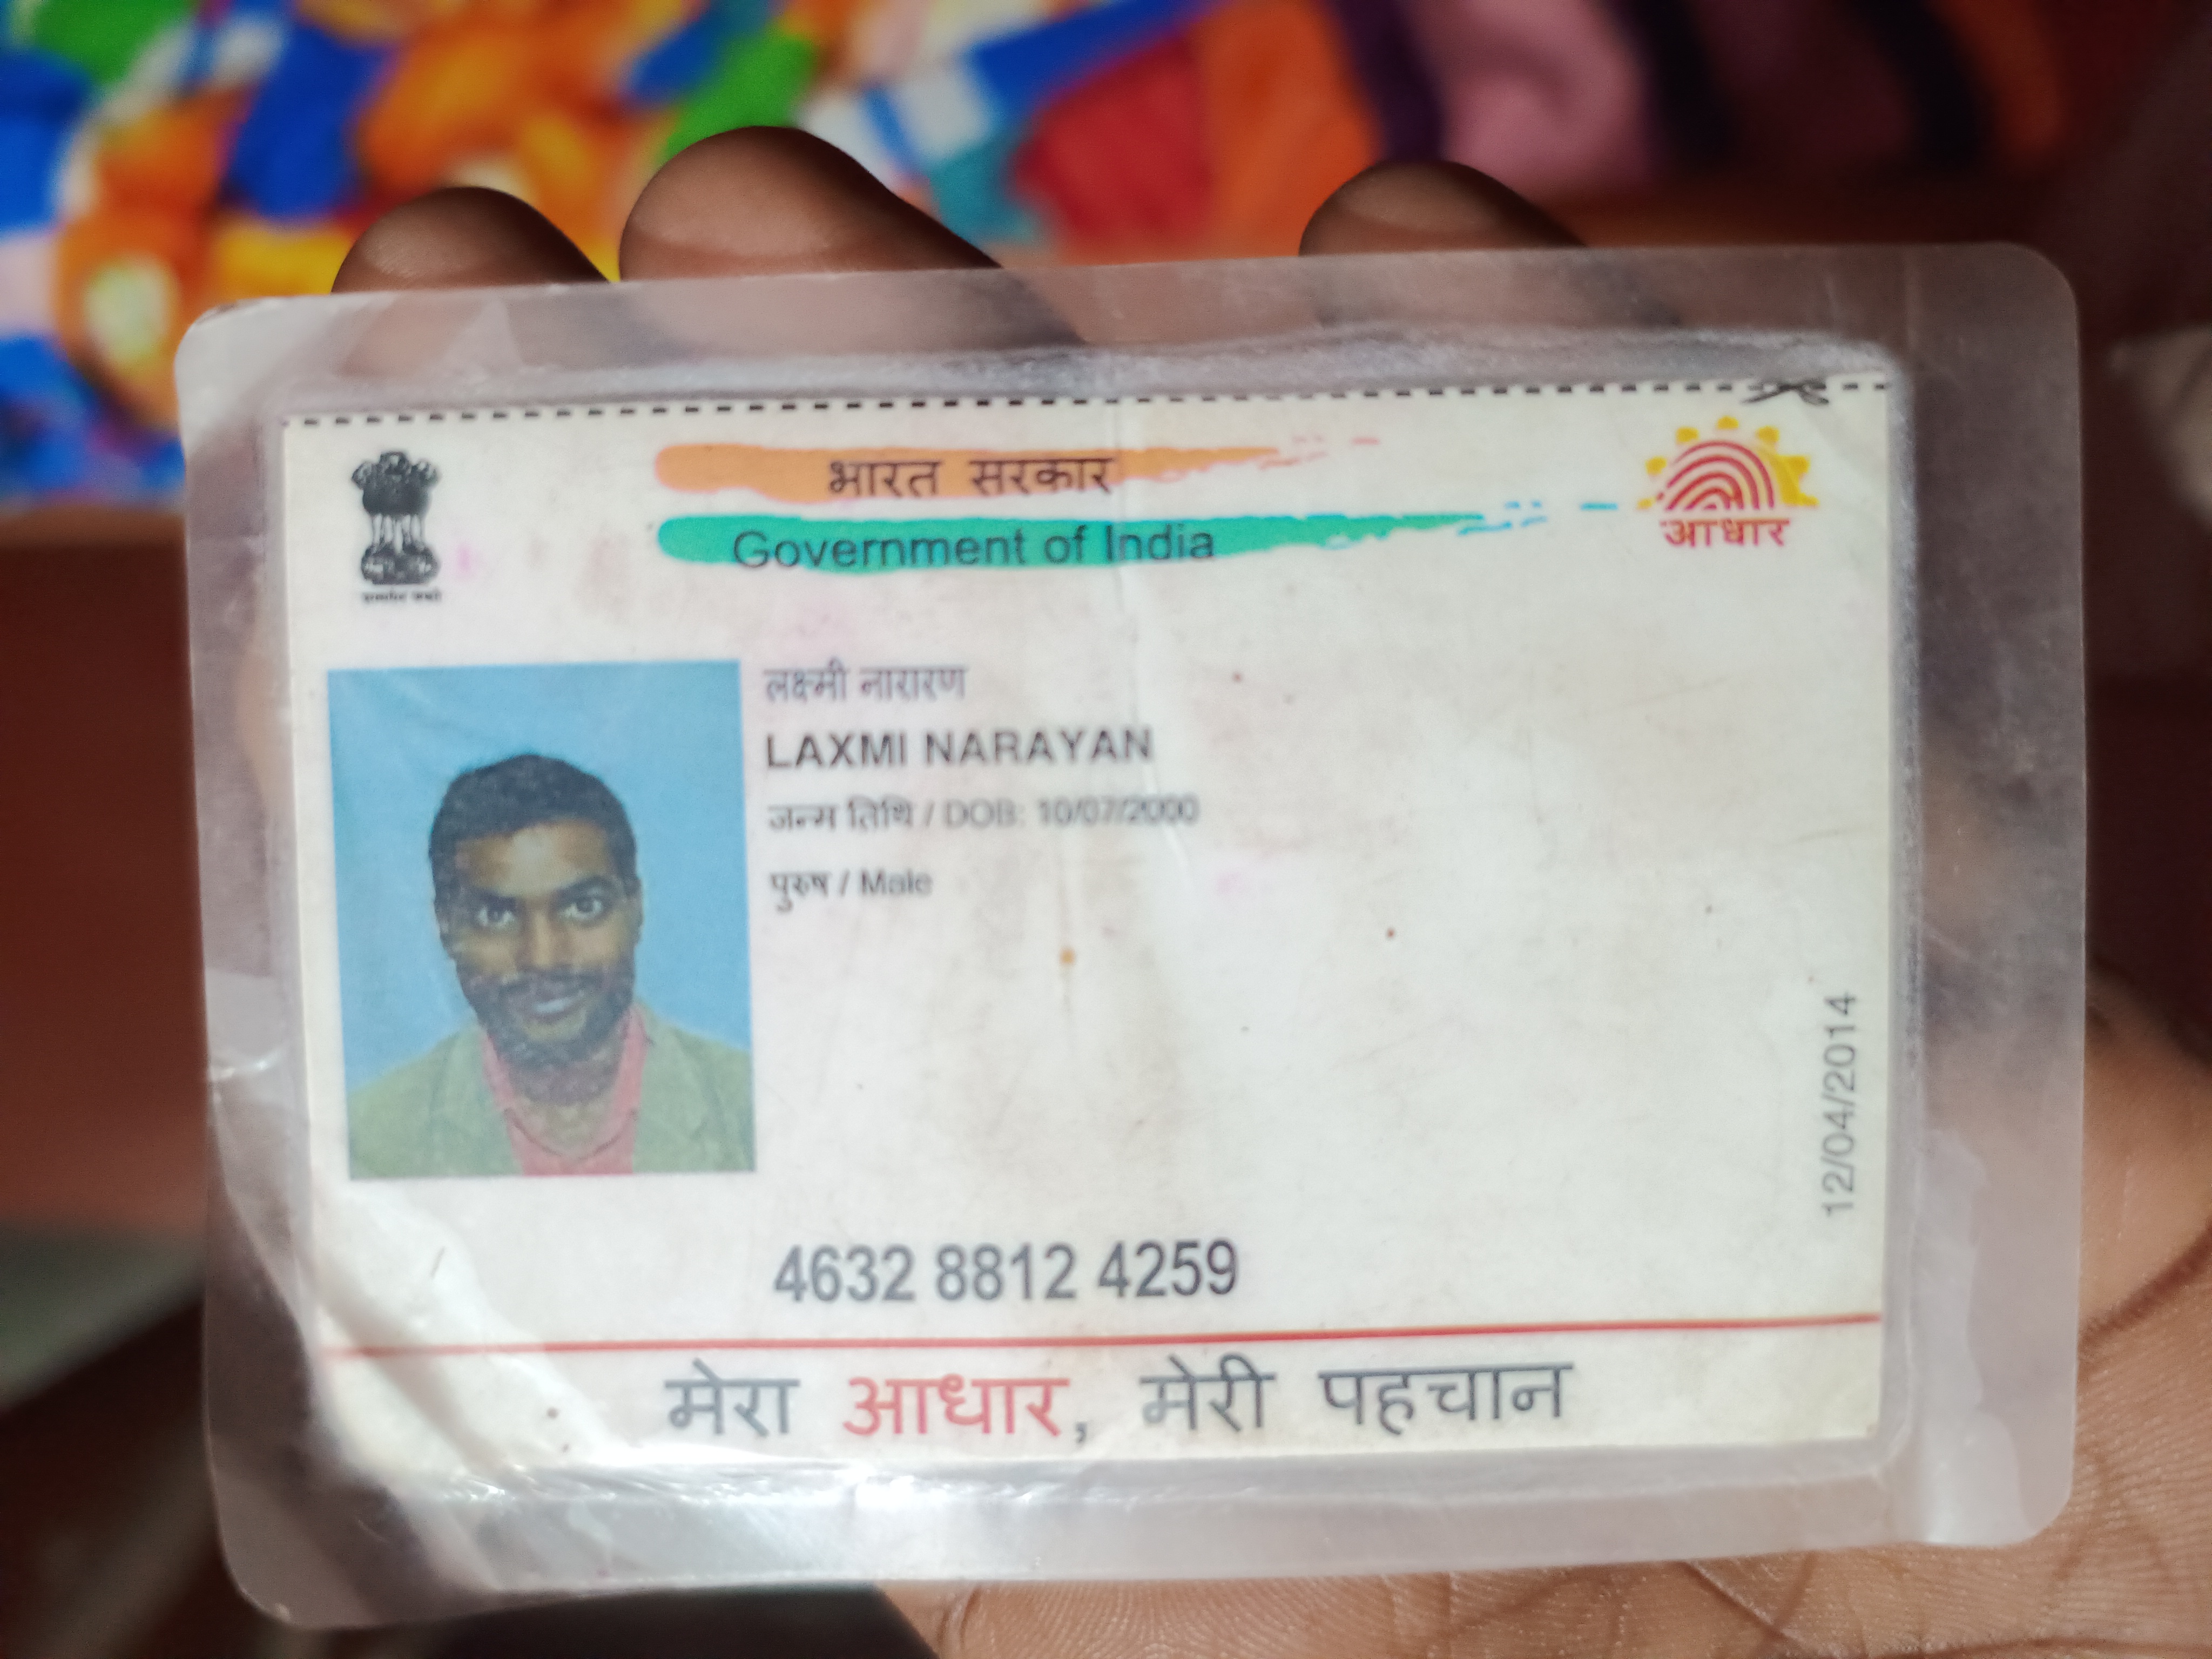 भारत सरकार
Government of India
आधार
लक्ष्मी नारारण
LAXMI NARAYAN
जन्म तिथि / DOB: 10/07/2000
पुरुष / Male
12/04/2014
4632 8812 4259
मेरा आधार, मेरी पहचान